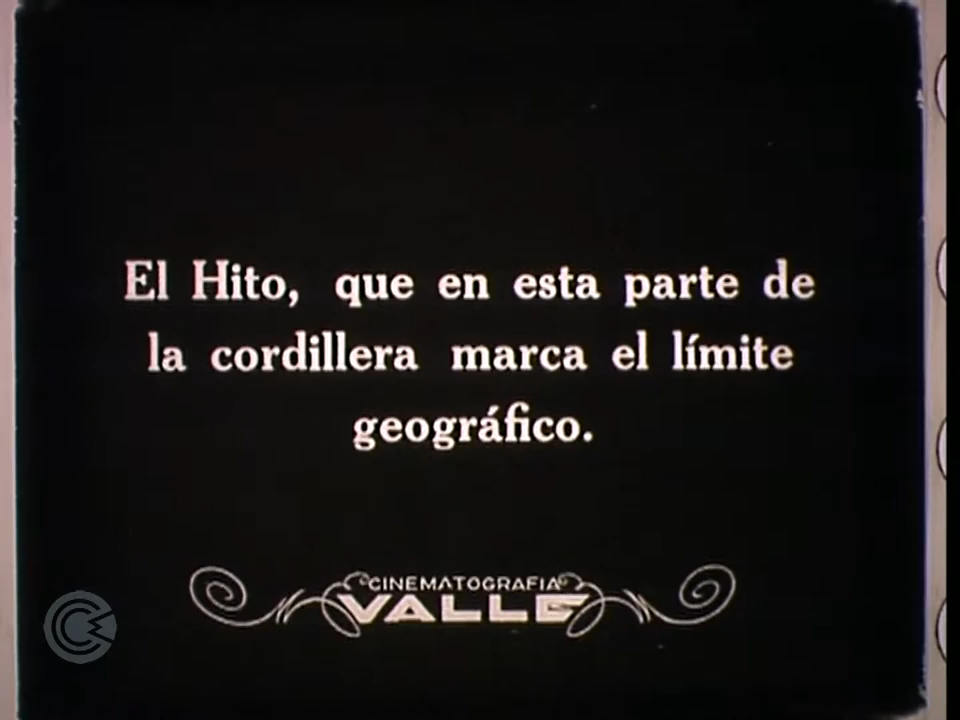 El Hito, que en esta parte de
la cordillera marca el límite
geográfico.
CINEMATOGRAFIA
VALLE